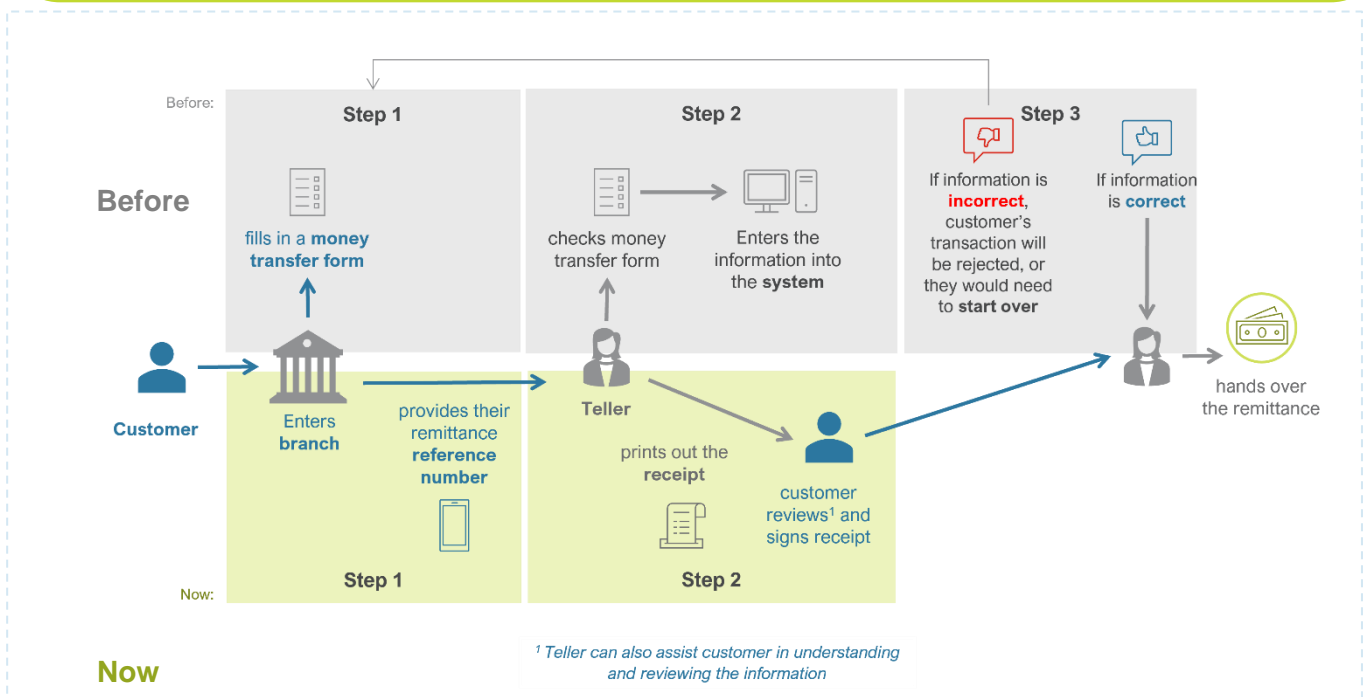 Before:
Step 1
Step 2
Step 3
Before
fills in a money
transfer form
checks money
transfer form
Enters the
information into
the system
If information is
incorrect,
customer's
transaction will
be rejected, or
they would need
to start over
If information
is correct
Customer
Enters
branch
provides their
remittance
reference
number
Teller
prints out the
receipt
customer
reviews¹ and
signs receipt
hands over
the remittance
Step 1
Step 2
Now:
Now
¹ Teller can also assist customer in understanding
and reviewing the information